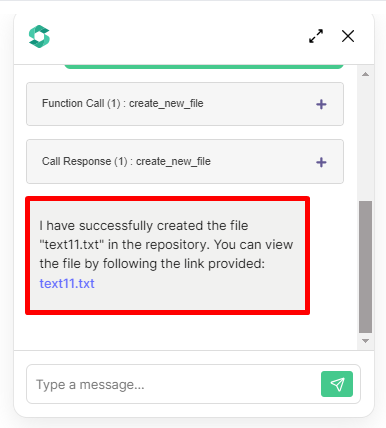 Function Call (1) : create_new_file
Call Response (1) : create_new_file
I have successfully created the file
"text11.txt" in the repository. You can view
the file by following the link provided:
text11.txt
Type a message...